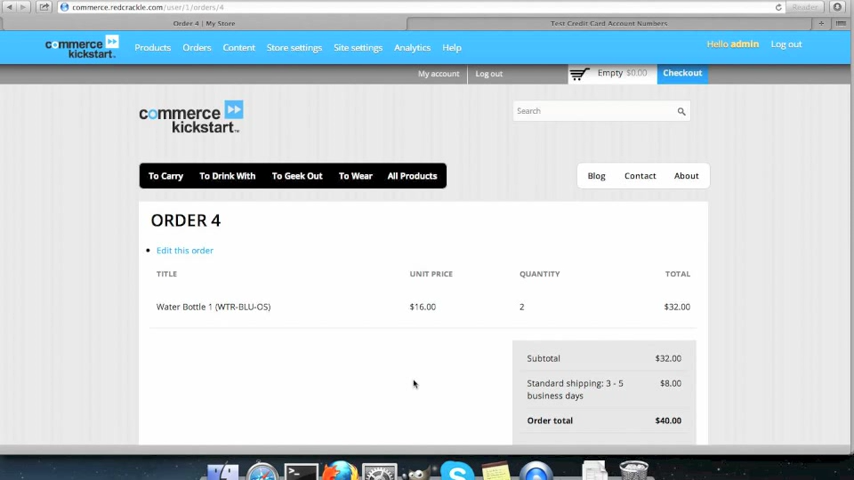 commerce.redcrackle.com/user/1/orders/4
Reader
Order 4 | My Store
Test Credit Card Account Numbers
commerce kickstart™
Products Orders Content Store settings Site settings Analytics Help
Hello admin Log out
My account Log out Empty $0.00 Checkout
commerce
kickstart™
Search
To Carry To Drink With To Geek Out To Wear All Products
Blog Contact About
ORDER 4
Edit this order
TITLE UNIT PRICE QUANTITY TOTAL
Water Bottle 1 (WTR-BLU-OS) $16.00 2 $32.00
Subtotal $32.00
Standard shipping: 3 - 5 $8.00
business days
Order total $40.00